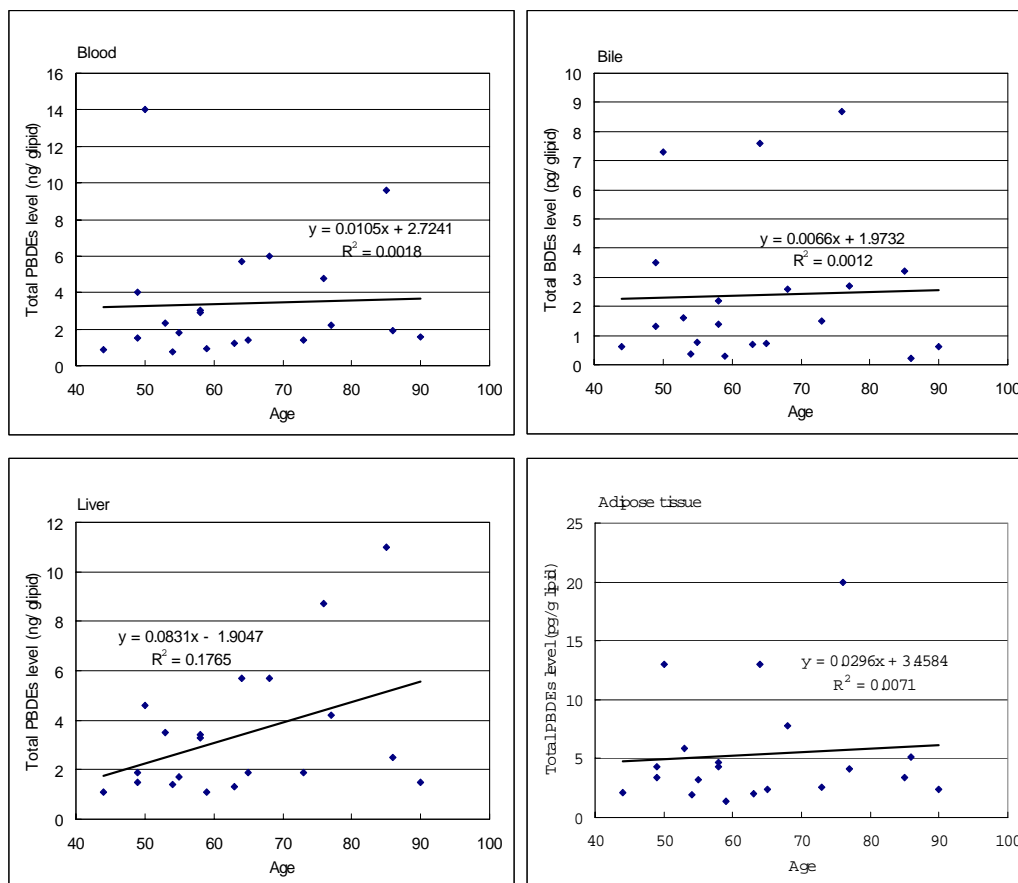 Blood
Total PBDEs level (ng/ glipid)
16
14
12
10
8
6
4
2
0
y = 0.0105x + 2.7241
R² = 0.0018
40 50 60 70 80 90 100
Age
Bile
Total BDEs level (pg/ glipid)
10
9
8
7
6
5
4
3
2
1
0
y = 0.0066x + 1.9732
R² = 0.0012
40 50 60 70 80 90 100
Age
Liver
Total PBDEs level (ng/ glipid)
12
10
8
6
4
2
0
y = 0.0831x - 1.9047
R² = 0.1765
40 50 60 70 80 90 100
Age
Adipose tissue
Total PBDEs level (pg/g lipid)
25
20
15
10
5
0
y = 0.0296x + 3.4584
R² = 0.0071
40 50 60 70 80 90 100
Age